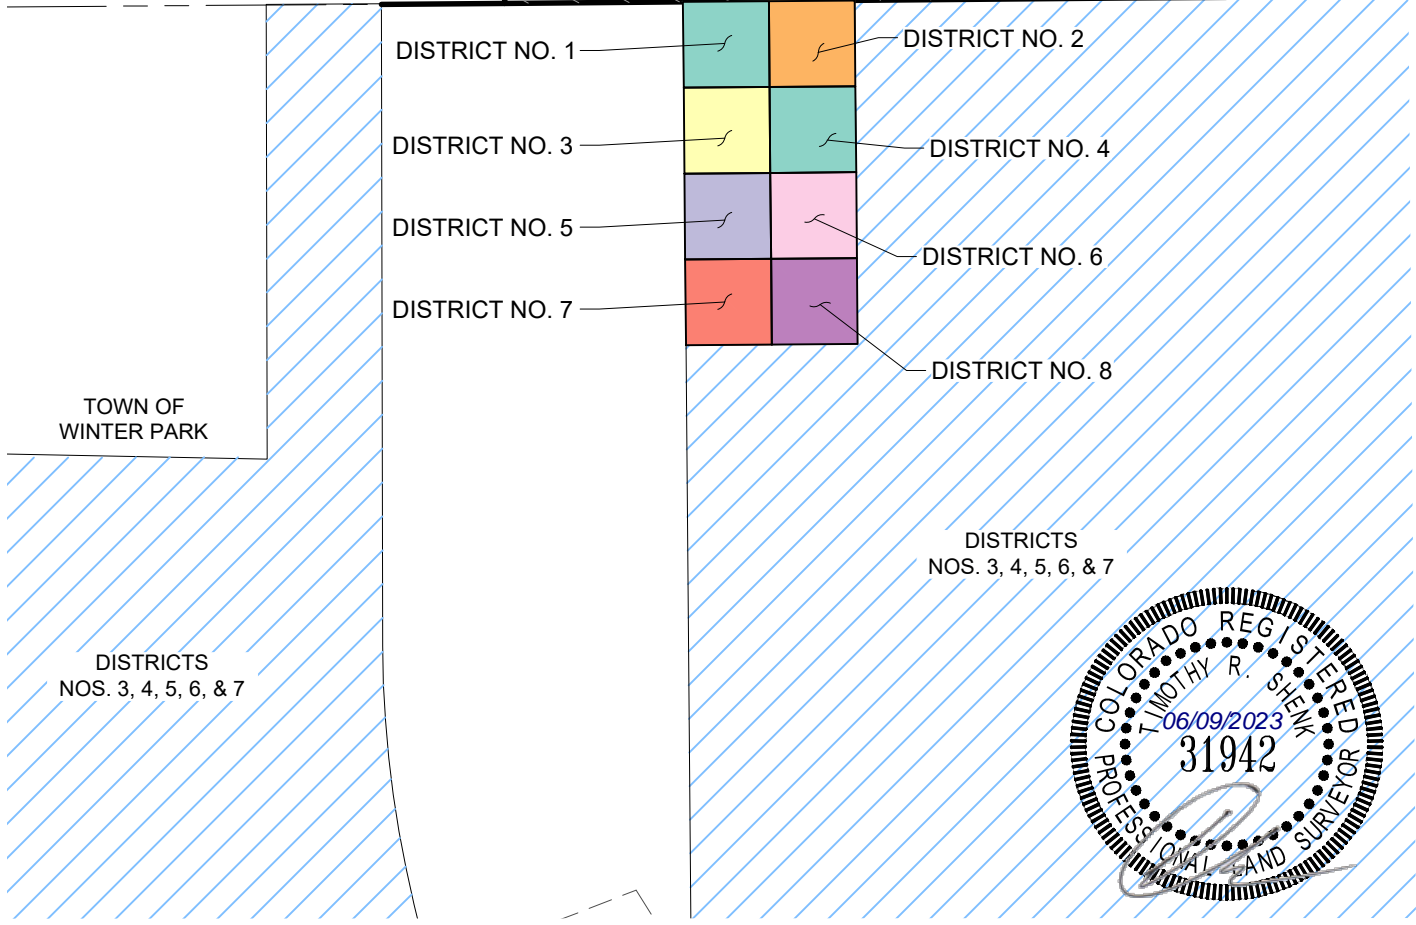 DISTRICT NO. 1
DISTRICT NO. 2
DISTRICT NO. 3
DISTRICT NO. 4
DISTRICT NO. 5
DISTRICT NO. 6
DISTRICT NO. 7
DISTRICT NO. 8
TOWN OF
WINTER PARK
DISTRICTS
NOS. 3, 4, 5, 6, & 7
DISTRICTS
NOS. 3, 4, 5, 6, & 7
COLORADO REGISTERED
TIMOTHY R. SHENK
06/09/2023
31942
PROFESSIONAL LAND SURVEYOR